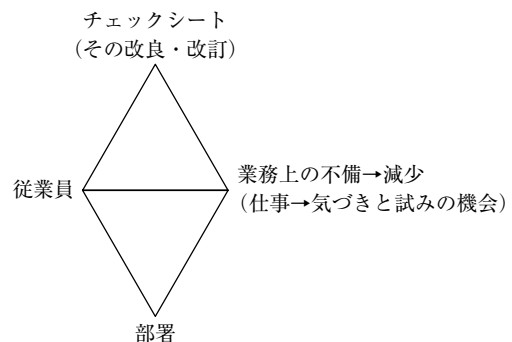 チェックシート
（その改良・改訂）
従業員
業務上の不備→減少
（仕事→気づきと試みの機会）
部署